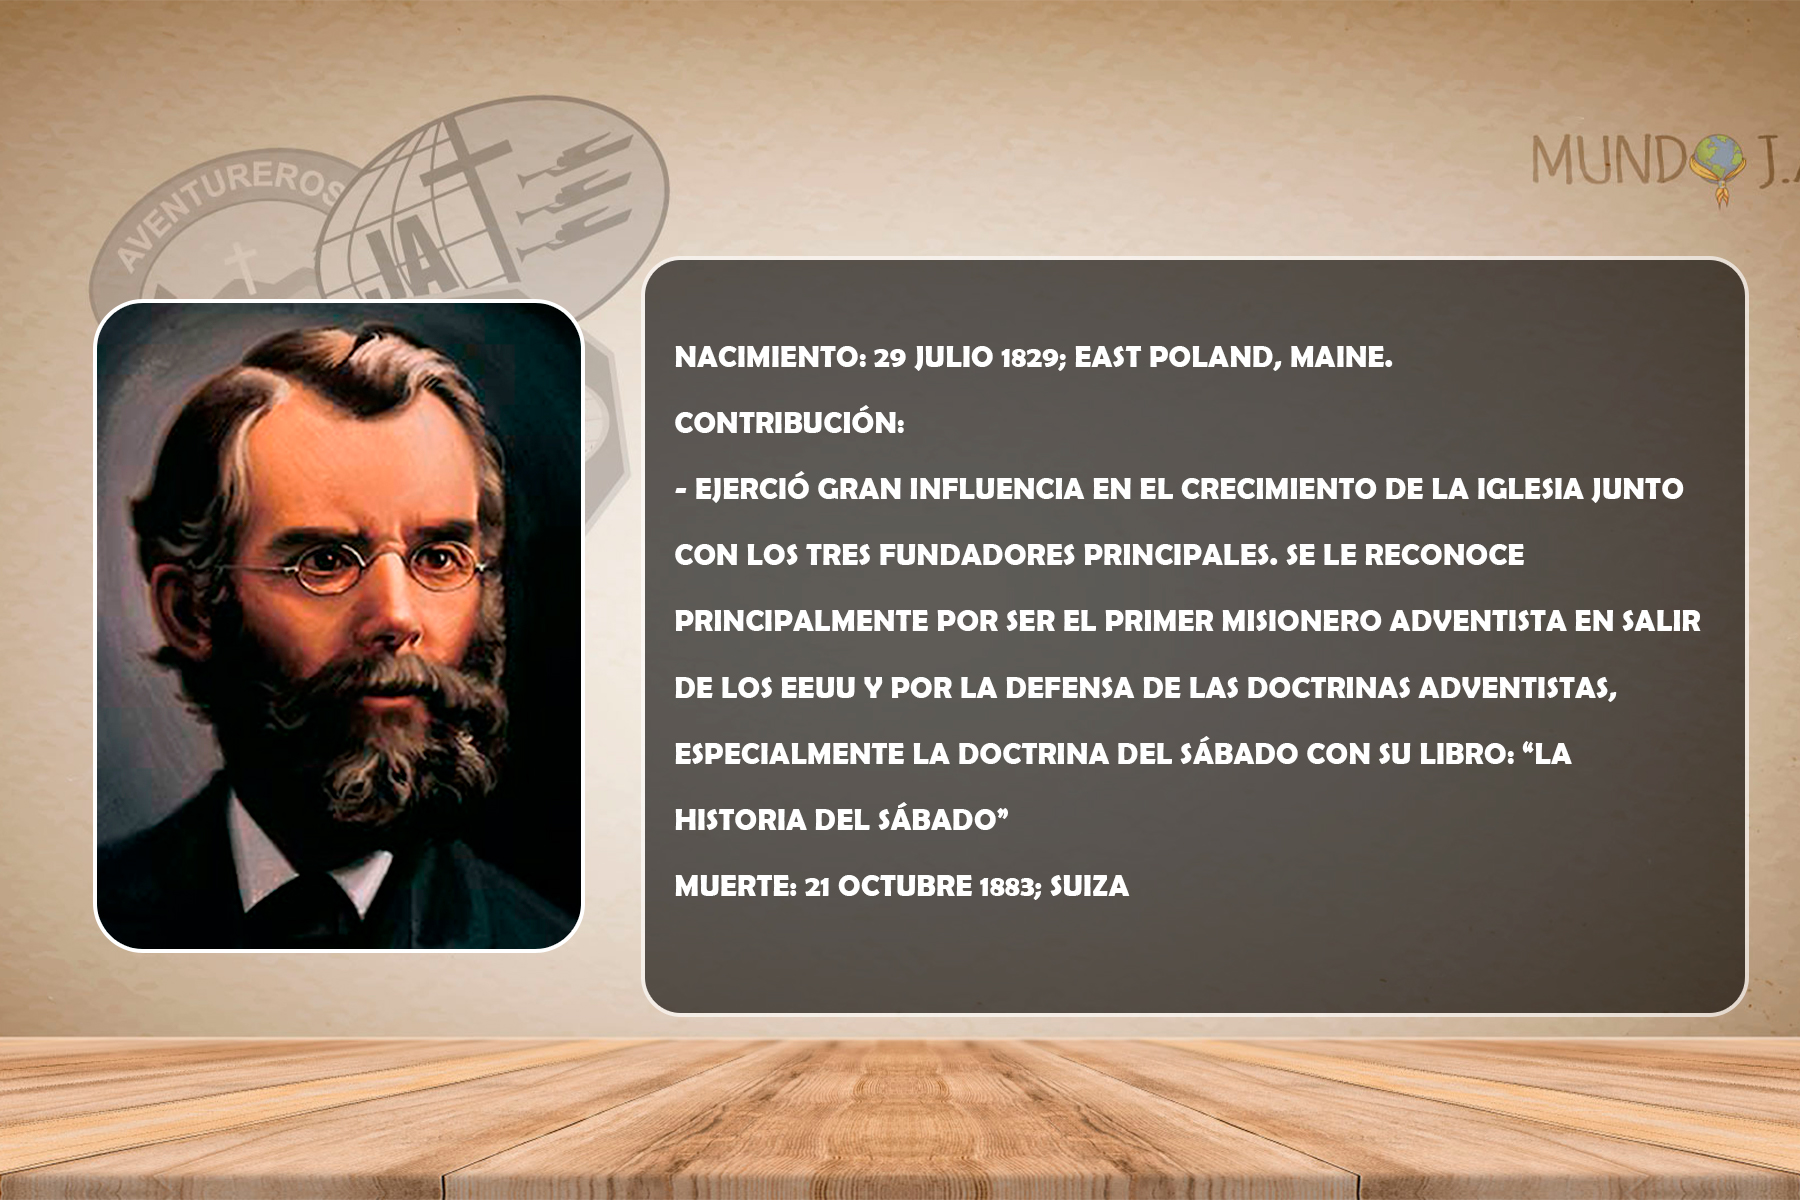 AVENTUREROS
JA
MUNDO J.A
NACIMIENTO: 29 JULIO 1829; EAST POLAND, MAINE.
CONTRIBUCIÓN:
- EJERCIÓ GRAN INFLUENCIA EN EL CRECIMIENTO DE LA IGLESIA JUNTO
CON LOS TRES FUNDADORES PRINCIPALES. SE LE RECONOCE
PRINCIPALMENTE POR SER EL PRIMER MISIONERO ADVENTISTA EN SALIR
DE LOS EEUU Y POR LA DEFENSA DE LAS DOCTRINAS ADVENTISTAS,
ESPECIALMENTE LA DOCTRINA DEL SÁBADO CON SU LIBRO: “LA
HISTORIA DEL SÁBADO”
MUERTE: 21 OCTUBRE 1883; SUIZA